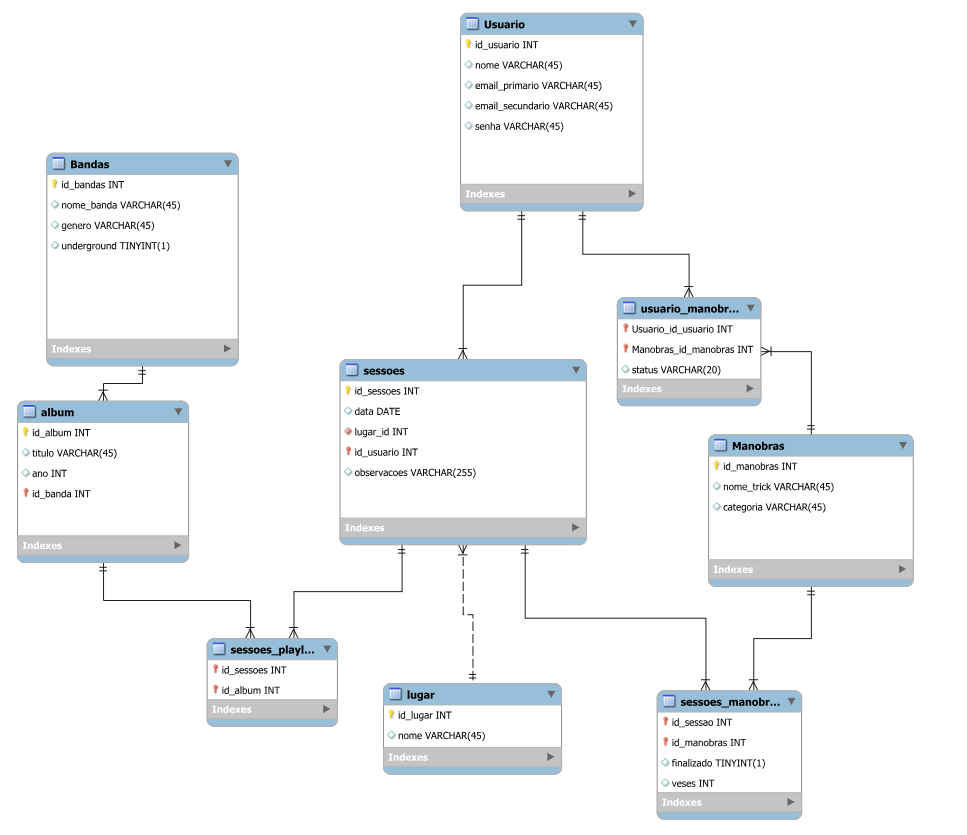 Usuario
id_usuario INT
nome VARCHAR(45)
email_primario VARCHAR(45)
email_secundario VARCHAR(45)
senha VARCHAR(45)
Indexes
Bandas
id_bandas INT
nome_banda VARCHAR(45)
genero VARCHAR(45)
underground TINYINT(1)
Indexes
usuario_manobr...
Usuario_id_usuario INT
Manobras_id_manobras INT
status VARCHAR(20)
Indexes
sessoes
id_sessoes INT
data DATE
lugar_id INT
id_usuario INT
observacoes VARCHAR(255)
Indexes
album
id_album INT
titulo VARCHAR(45)
ano INT
id_banda INT
Indexes
Manobras
id_manobras INT
nome_trick VARCHAR(45)
categoria VARCHAR(45)
Indexes
sessoes_playl...
id_sessoes INT
id_album INT
Indexes
lugar
id_lugar INT
nome VARCHAR(45)
Indexes
sessoes_manobr...
id_sessao INT
id_manobras INT
finalizado TINYINT(1)
veses INT
Indexes